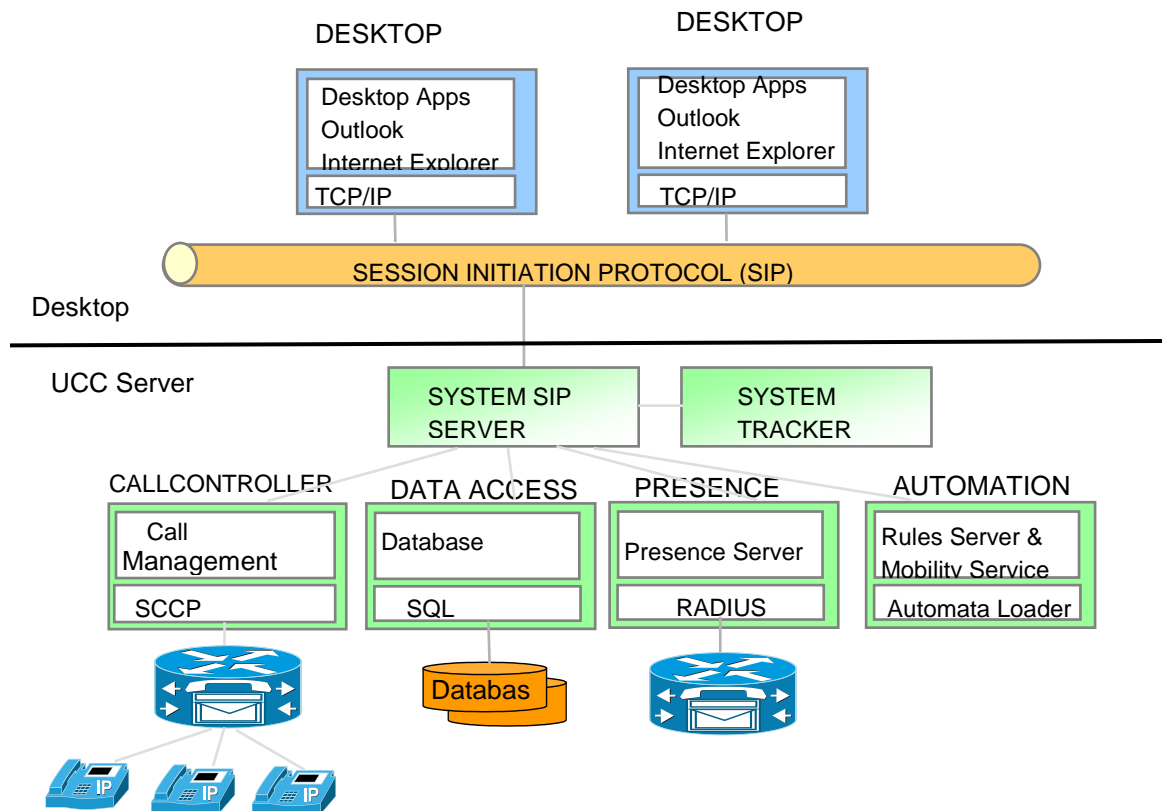 DESKTOP
DESKTOP
Desktop Apps
Outlook
Internet Explorer
TCP/IP
Desktop Apps
Outlook
Internet Explorer
TCP/IP
SESSION INITIATION PROTOCOL (SIP)
Desktop
UCC Server
SYSTEM SIP
SERVER
SYSTEM
TRACKER
CALLCONTROLLER
DATA ACCESS
PRESENCE
AUTOMATION
Call
Management
SCCP
Database
SQL
Presence Server
RADIUS
Rules Server &
Mobility Service
Automata Loader
Databas
IP
IP
IP